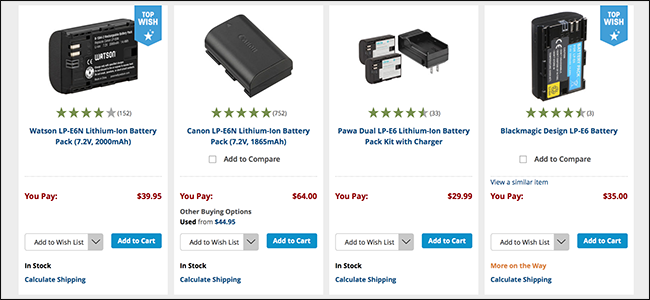 TOP
WISH
WATSON
(152)
Watson LP-E6N Lithium-Ion Battery
Pack (7.2V, 2000mAh)
You Pay: $39.95
Add to Wish List
Add to Cart
In Stock
Calculate Shipping
Canon
(752)
Canon LP-E6N Lithium-Ion Battery
Pack (7.2V, 1865mAh)
Add to Compare
You Pay: $64.00
Other Buying Options
Used from $44.95
Add to Wish List
Add to Cart
In Stock
Calculate Shipping
(33)
Pawa Dual LP-E6 Lithium-Ion Battery
Pack Kit with Charger
You Pay: $29.99
Add to Wish List
Add to Cart
In Stock
Calculate Shipping
TOP
WISH
(3)
Blackmagic Design LP-E6 Battery
Add to Compare
View a similar item
You Pay: $35.00
Add to Wish List
Add to Cart
More on the Way
Calculate Shipping